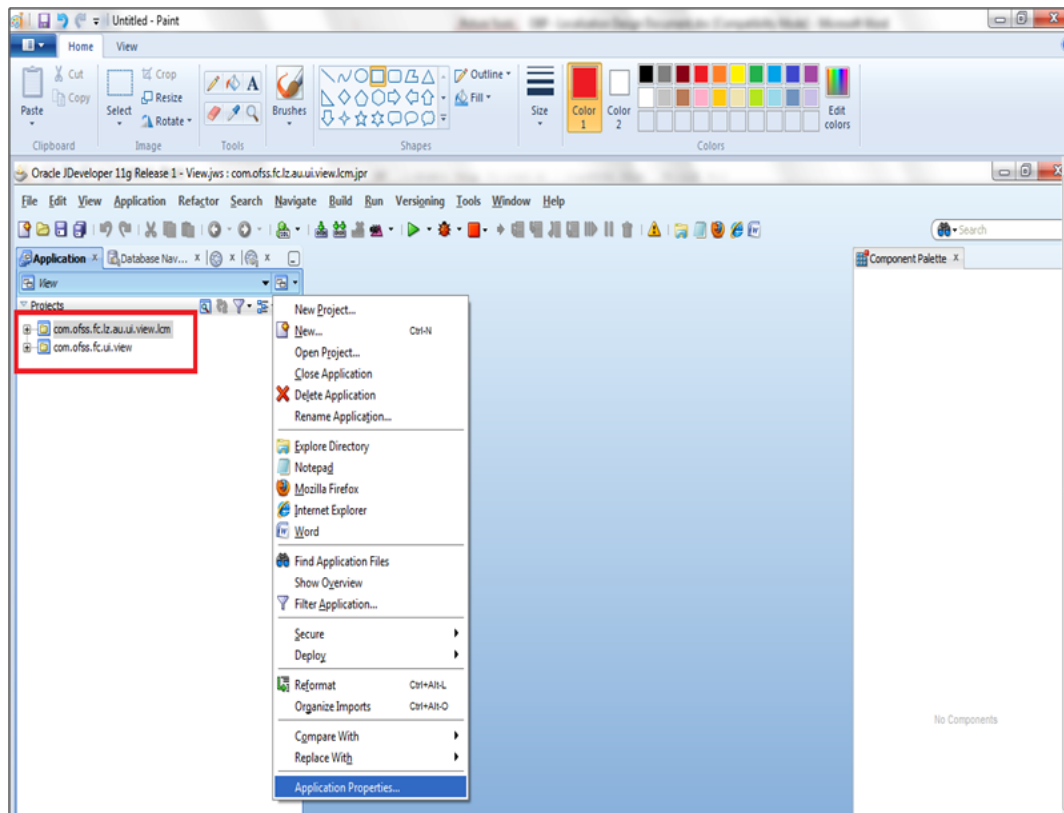 Untitled - Paint
Home View
Cut
Copy
Paste
Clipboard
Crop
Resize
Rotate
Select
Image
A
Tools
Brushes
Outline
Fill
Shapes
Size
Color 1
Color 2
Edit colors
Colors
Oracle JDeveloper 11g Release 1 - View.jws : com.ofss.fc.lz.au.ui.view.lcm.jpr
File Edit View Application Refactor Search Navigate Build Run Versioning Tools Window Help
Search
Application x Database Nav... x x x
Component Palette x
View
Projects
com.ofss.fc.lz.au.ui.view.lcm
com.ofss.fc.ui.view
New Project...
New... Ctrl-N
Open Project...
Close Application
Delete Application
Rename Application...
Explore Directory
Notepad
Mozilla Firefox
Internet Explorer
Word
Find Application Files
Show Overview
Filter Application...
Secure
Deploy
Reformat Ctrl+Alt-L
Organize Imports Ctrl+Alt-O
Compare With
Replace With
Application Properties...
No Components